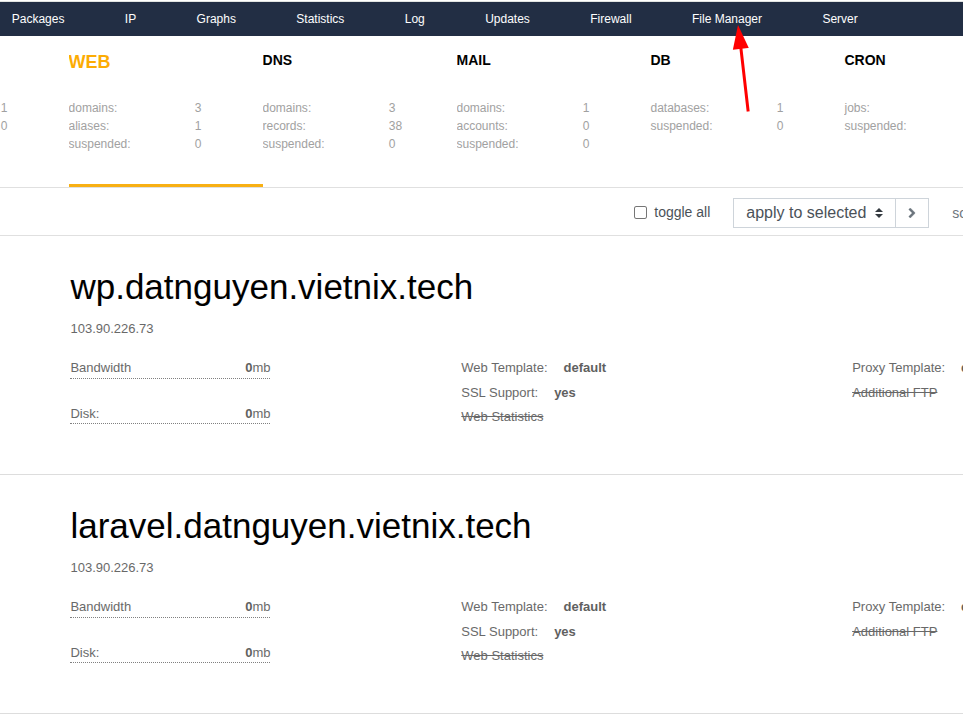 Packages IP Graphs Statistics Log Updates Firewall File Manager Server
WEB DNS MAIL DB CRON
1 domains: 3 domains: 3 domains: 1 databases: 1 jobs:
0 aliases: 1 records: 38 accounts: 0 suspended: 0 suspended:
suspended: 0 suspended: 0 suspended: 0
toggle all apply to selected
wp.datnguyen.vietnix.tech
103.90.226.73
Bandwidth 0mb Web Template: default Proxy Template:
SSL Support: yes Additional FTP
Disk: 0mb Web Statistics
laravel.datnguyen.vietnix.tech
103.90.226.73
Bandwidth 0mb Web Template: default Proxy Template:
SSL Support: yes Additional FTP
Disk: 0mb Web Statistics